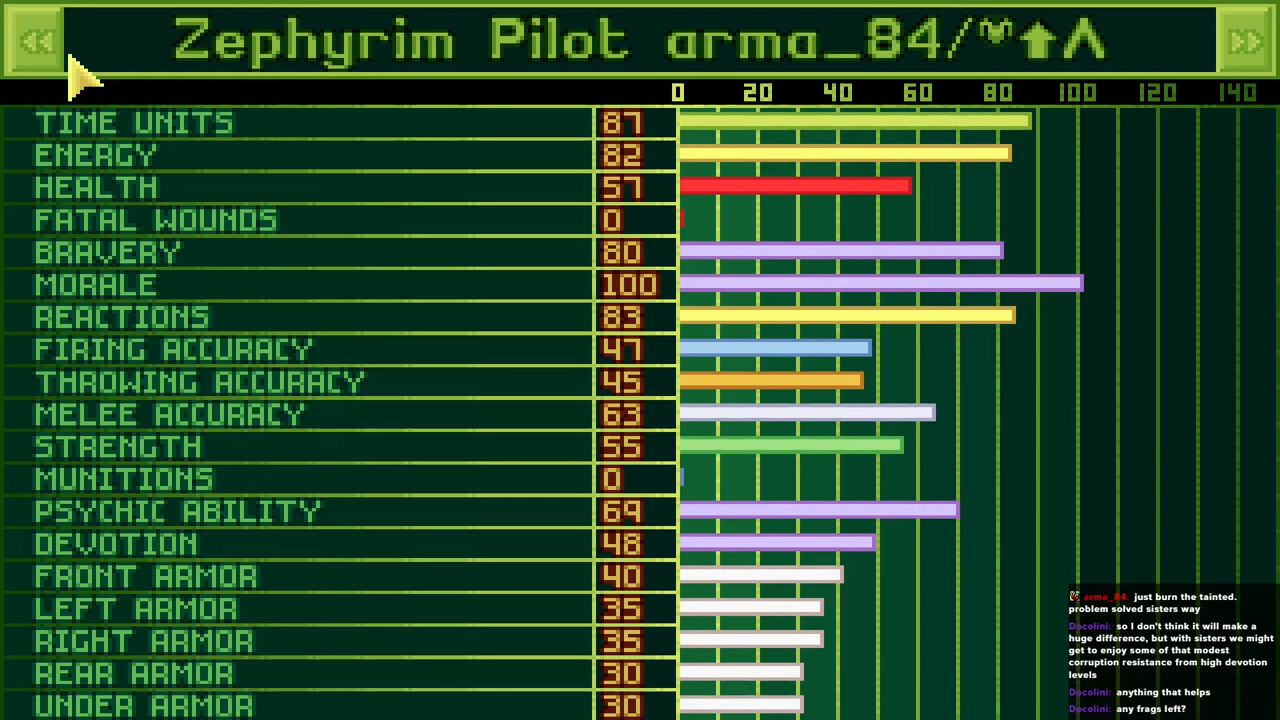 Zephyrim Pilot arma_84/
0 20 40 60 80 100 120 140
TIME UNITS 87
ENERGY 82
HEALTH 57
FATAL WOUNDS 0
BRAVERY 80
MORALE 100
REACTIONS 83
FIRING ACCURACY 47
THROWING ACCURACY 45
MELEE ACCURACY 63
STRENGTH 55
MUNITIONS 0
PSYCHIC ABILITY 69
DEVOTION 48
FRONT ARMOR 40
LEFT ARMOR 35
RIGHT ARMOR 35
REAR ARMOR 30
UNDER ARMOR 30
arma_84: just burn the tainted.
problem solved sisters way
Docolini: so I don't think it will make a
huge difference, but with sisters we might
get to enjoy some of that modest
corruption resistance from high devotion
levels
Docolini: anything that helps
Docolini: any frags left?